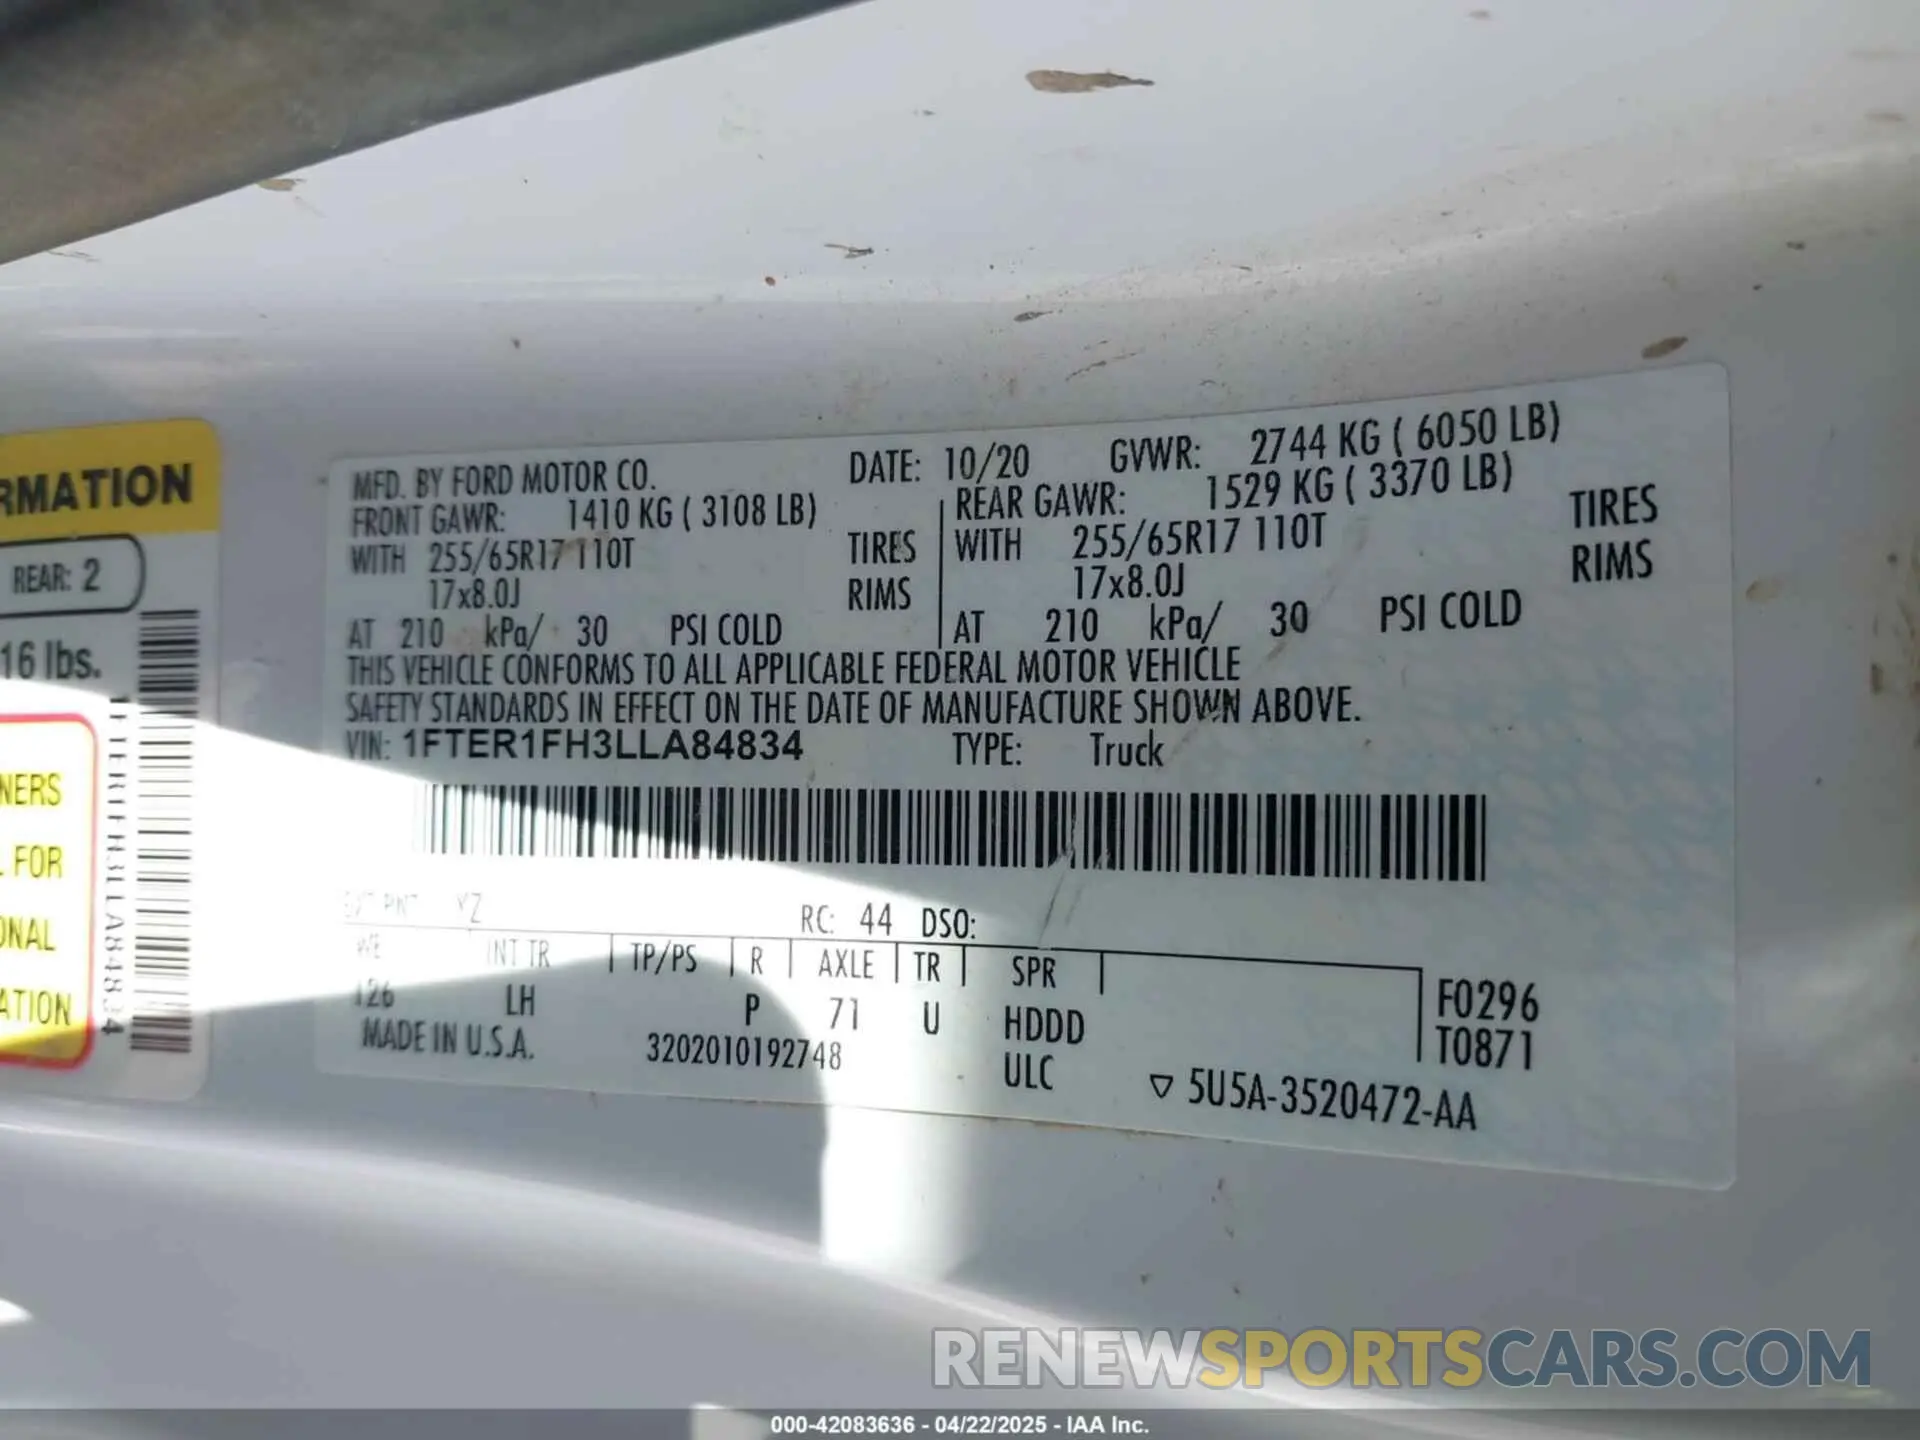 RMATION
REAR: 2
16 lbs.
NERS
FOR
ONAL
ATION
1FTER1FH3LLA84834
MFD. BY FORD MOTOR CO. DATE: 10/20 GVWR: 2744 KG ( 6050 LB)
FRONT GAWR: 1410 KG ( 3108 LB) REAR GAWR: 1529 KG ( 3370 LB)
WITH 255/65R17 110T TIRES WITH 255/65R17 110T TIRES
17x8.0J RIMS 17x8.0J RIMS
AT 210 kPa/ 30 PSI COLD AT 210 kPa/ 30 PSI COLD
THIS VEHICLE CONFORMS TO ALL APPLICABLE FEDERAL MOTOR VEHICLE
SAFETY STANDARDS IN EFFECT ON THE DATE OF MANUFACTURE SHOWN ABOVE.
VIN: 1FTER1FH3LLA84834 TYPE: Truck
EXT PNT YZ RC: 44 DSO:
WB INT TR TP/PS R AXLE TR SPR
126 LH P 71 U HDDD F0296
ULC T0871
MADE IN U.S.A. 3202010192748
▽ 5U5A-3520472-AA
RENEWSPORTSCARS.COM
000-42083636 - 04/22/2025 - IAA Inc.